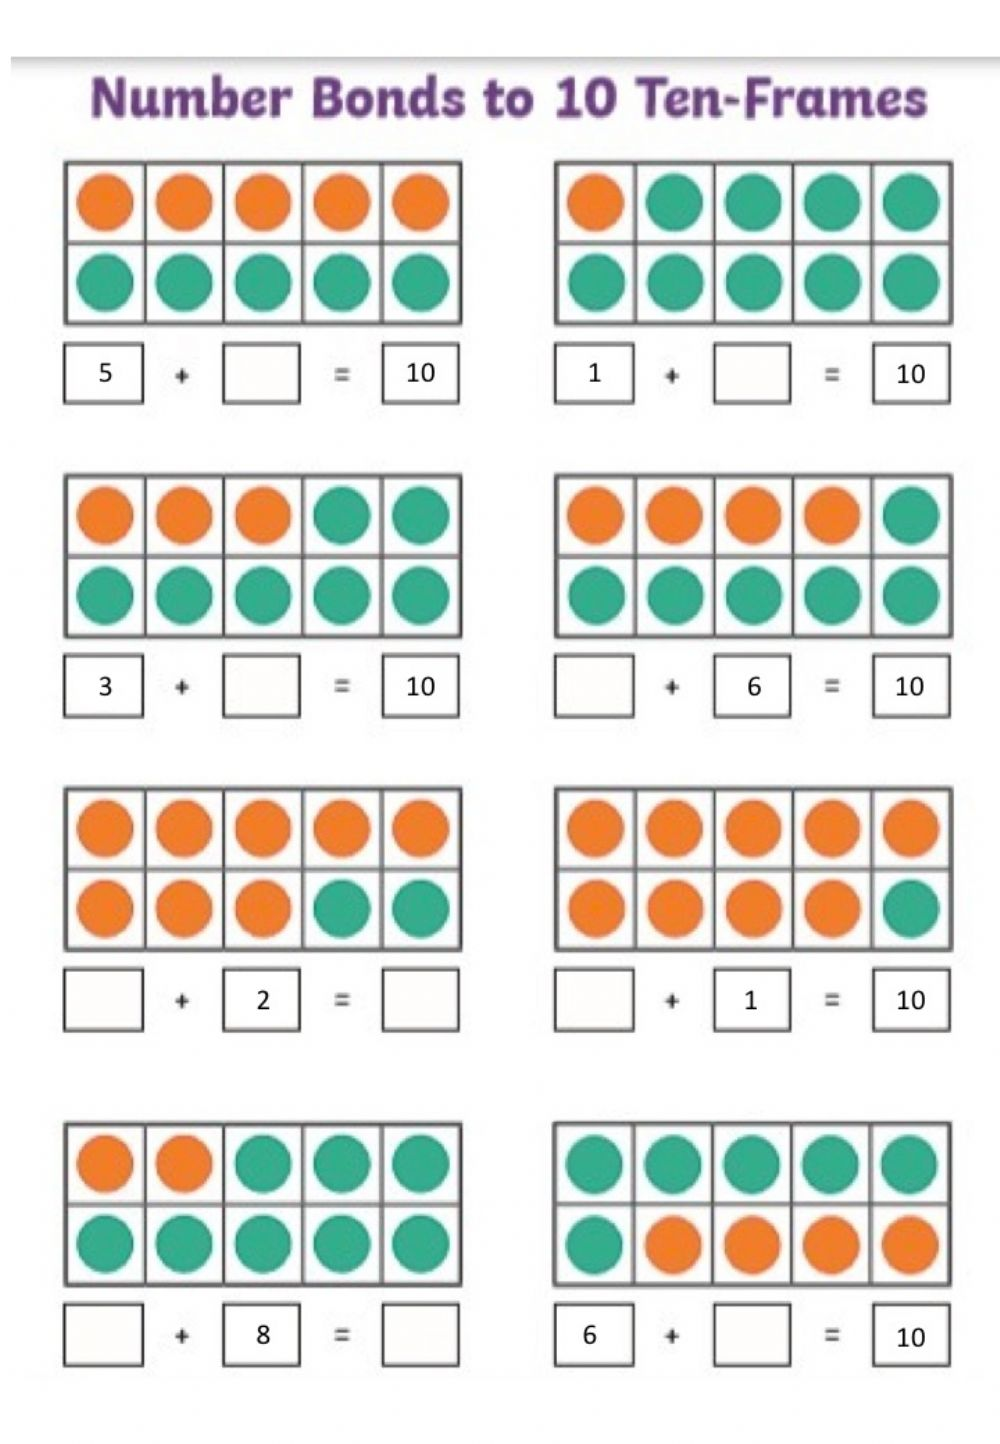 Number Bonds to 10 Ten-Frames
5 + = 10
1 + = 10
3 + = 10
+ 6 = 10
+ 2 =
+ 1 = 10
+ 8 =
6 + = 10